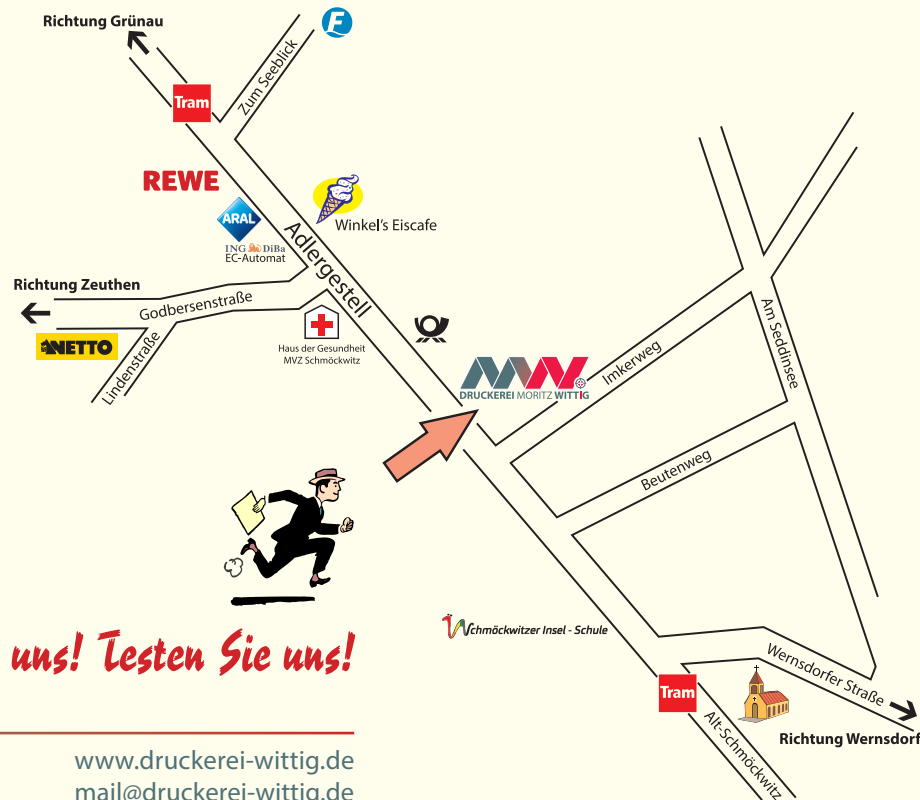 Richtung Grünau
F
Tram
Zum Seeblick
REWE
ARAL
ING DiBa
EC-Automat
Winkel's Eiscafe
Adlergestell
Richtung Zeuthen
Godbersenstraße
NETTO
Lindenstraße
Haus der Gesundheit
MVZ Schmöckwitz
MW
DRUCKEREI MORITZ WITTIG
Imkerweg
Am Seddinsee
Beutenweg
Schmöckwitzer Insel - Schule
uns! Testen Sie uns!
Tram
Wernsdorfer Straße
Alt-Schmöckwitz
Richtung Wernsdorf
www.druckerei-wittig.de
mail@druckerei-wittig.de